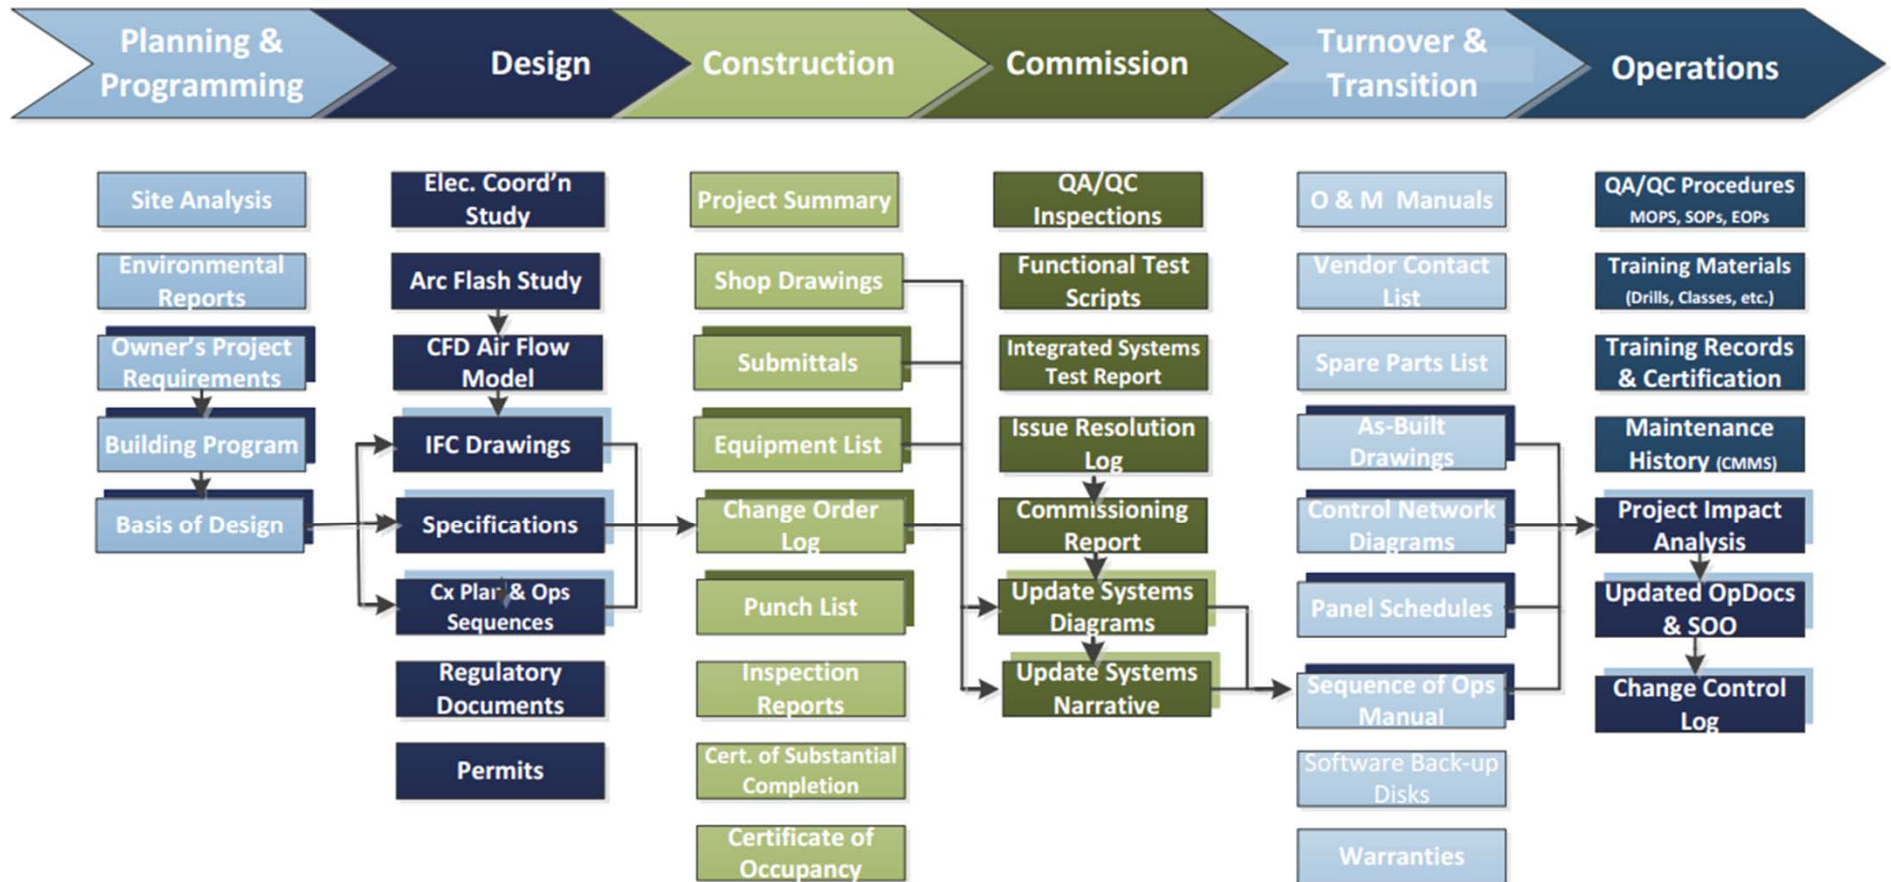 Planning &
Programming
Design
Construction
Commission
Turnover &
Transition
Operations
Site Analysis
Environmental
Reports
Owner's Project
Requirements
Building Program
Basis of Design
Elec. Coord'n
Study
Arc Flash Study
CFD Air Flow
Model
IFC Drawings
Specifications
Cx Plan & Ops
Sequences
Regulatory
Documents
Permits
Project Summary
Shop Drawings
Submittals
Equipment List
Change Order
Log
Punch List
Inspection
Reports
Cert. of Substantial
Completion
Certificate of
Occupancy
QA/QC
Inspections
Functional Test
Scripts
Integrated Systems
Test Report
Issue Resolution
Log
Commissioning
Report
Update Systems
Diagrams
Update Systems
Narrative
O & M Manuals
Vendor Contact
List
Spare Parts List
As-Built
Drawings
Control Network
Diagrams
Panel Schedules
Sequence of Ops
Manual
Software Back-up
Disks
Warranties
QA/QC Procedures
MOPS, SOPs, EOPs
Training Materials
(Drills, Classes, etc.)
Training Records
& Certification
Maintenance
History (CMMS)
Project Impact
Analysis
Updated OpDocs
& SOO
Change Control
Log